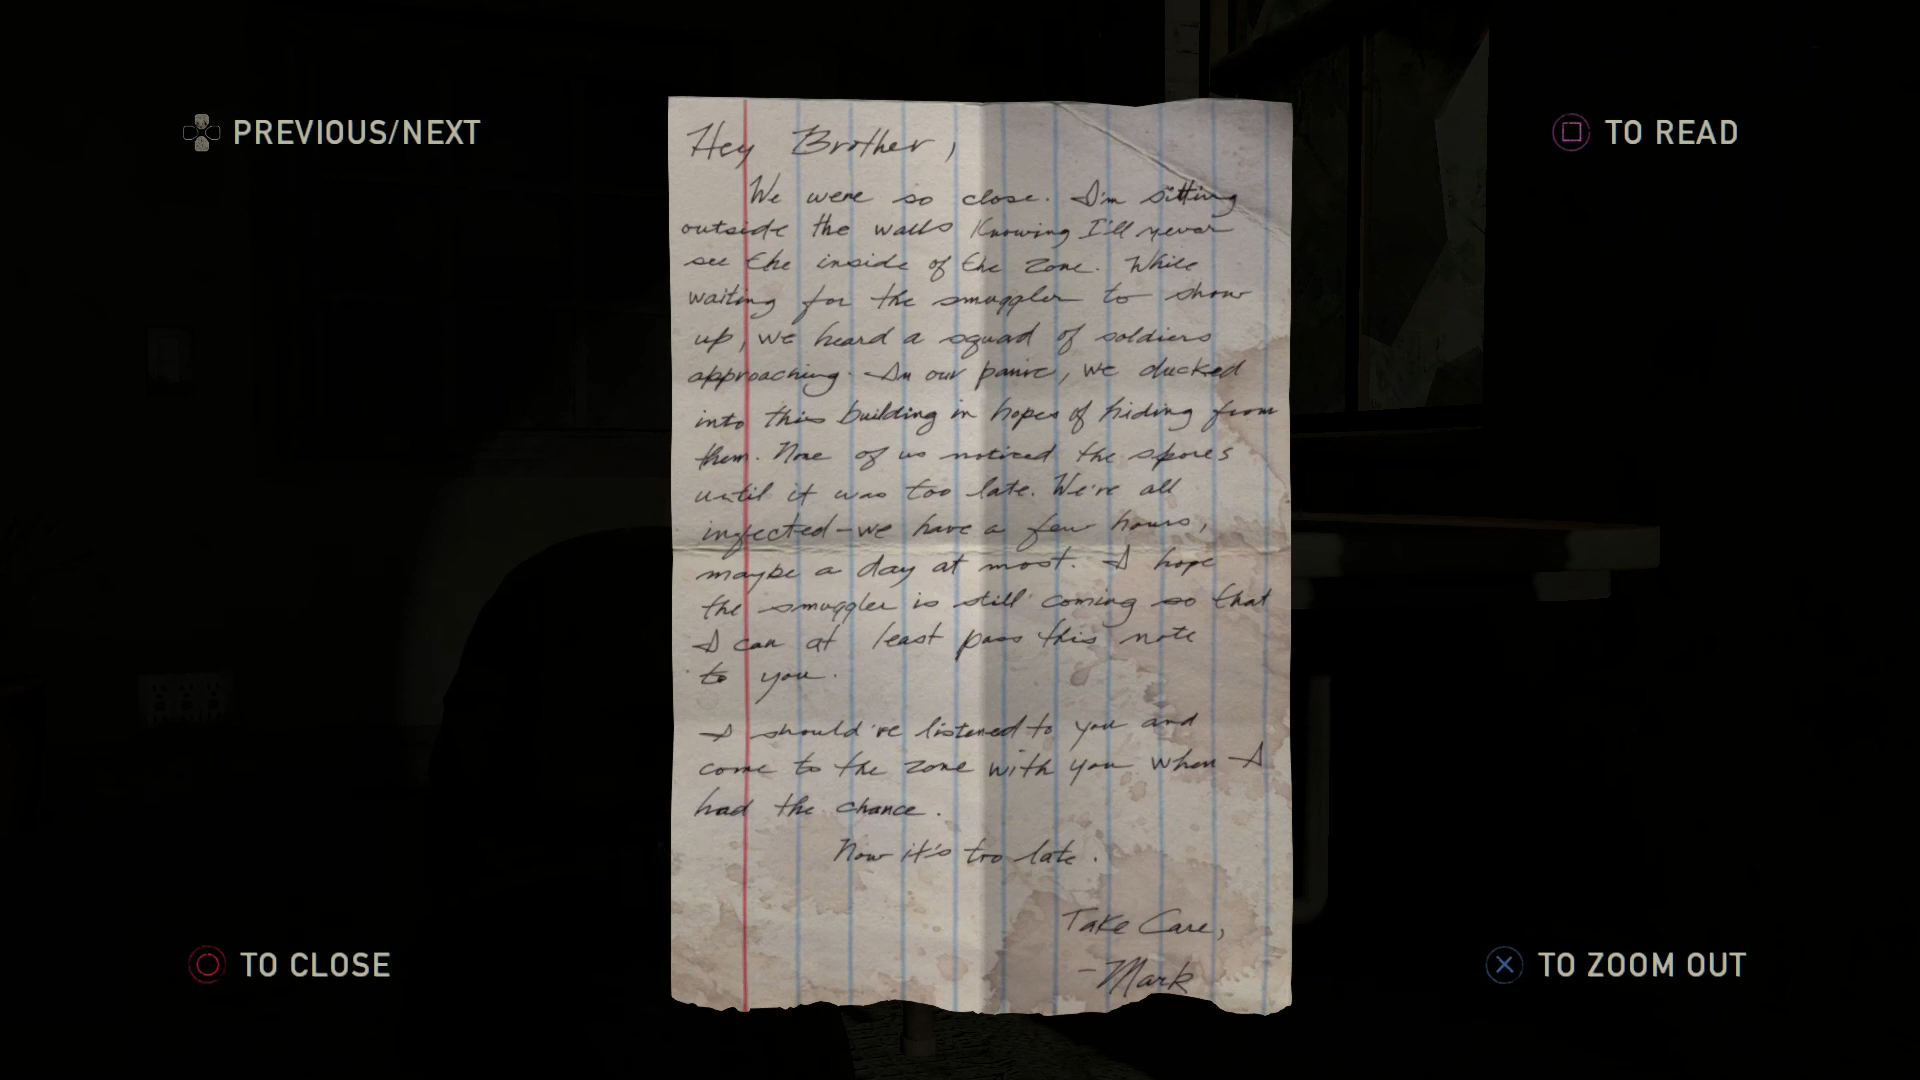 PREVIOUS/NEXT
TO READ
Hey Brother,
We were so close. I'm sitting
outside the walls knowing I'll never
see the inside of the zone. While
waiting for the smuggler to show
up, we heard a squad of soldiers
approaching. In our panic, we ducked
into this building in hopes of hiding from
them. None of us noticed the spores
until it was too late. We're all
infected-we have a few hours,
maybe a day at most. I hope
the smuggler is still coming so that
I can at least pass this note
to you.
I should've listened to you and
come to the zone with you when I
had the chance.
Now it's too late.
Take Care,
-Mark
TO CLOSE
TO ZOOM OUT